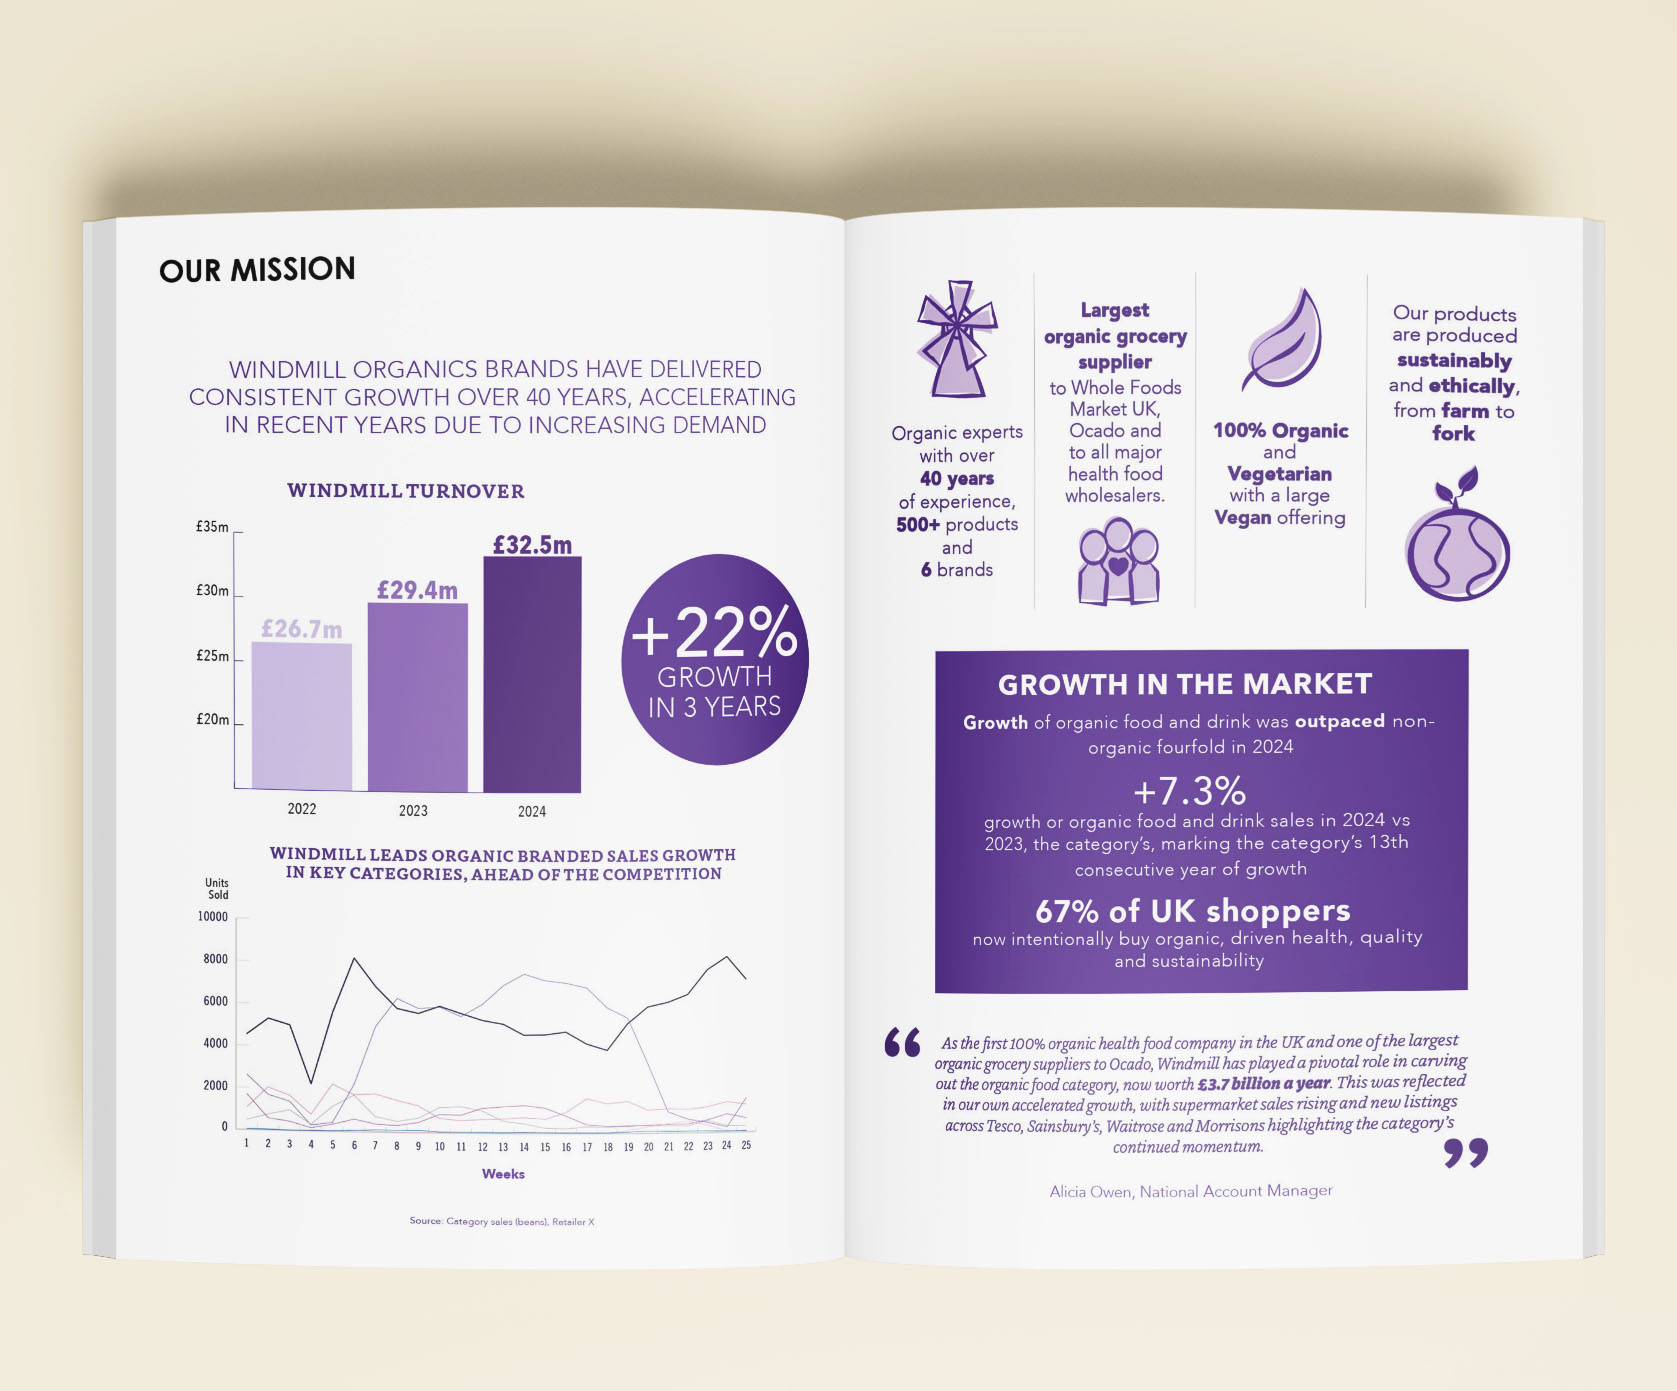 OUR MISSION
WINDMILL ORGANICS BRANDS HAVE DELIVERED
CONSISTENT GROWTH OVER 40 YEARS, ACCELERATING
IN RECENT YEARS DUE TO INCREASING DEMAND
WINDMILL TURNOVER
£35m
£30m
£25m
£20m
£26.7m
£29.4m
£32.5m
2022
2023
2024
+22%
GROWTH
IN 3 YEARS
WINDMILL LEADS ORGANIC BRANDED SALES GROWTH
IN KEY CATEGORIES, AHEAD OF THE COMPETITION
Units
Sold
10000
8000
6000
4000
2000
0
1 2 3 4 5 6 7 8 9 10 11 12 13 14 15 16 17 18 19 20 21 22 23 24 25
Weeks
Source: Category sales (beans), Retailer X
Organic experts
with over
40 years
of experience,
500+ products
and
6 brands
Largest
organic grocery
supplier
to Whole Foods
Market UK,
Ocado and
to all major
health food
wholesalers.
100% Organic
and
Vegetarian
with a large
Vegan offering
Our products
are produced
sustainably
and ethically,
from farm to
fork
GROWTH IN THE MARKET
Growth of organic food and drink was outpaced non-
organic fourfold in 2024
+7.3%
growth or organic food and drink sales in 2024 vs
2023, the category's, marking the category's 13th
consecutive year of growth
67% of UK shoppers
now intentionally buy organic, driven health, quality
and sustainability
“ As the first 100% organic health food company in the UK and one of the largest
organic grocery suppliers to Ocado, Windmill has played a pivotal role in carving
out the organic food category, now worth £3.7 billion a year. This was reflected
in our own accelerated growth, with supermarket sales rising and new listings
across Tesco, Sainsbury's, Waitrose and Morrisons highlighting the category's
continued momentum. ”
Alicia Owen, National Account Manager